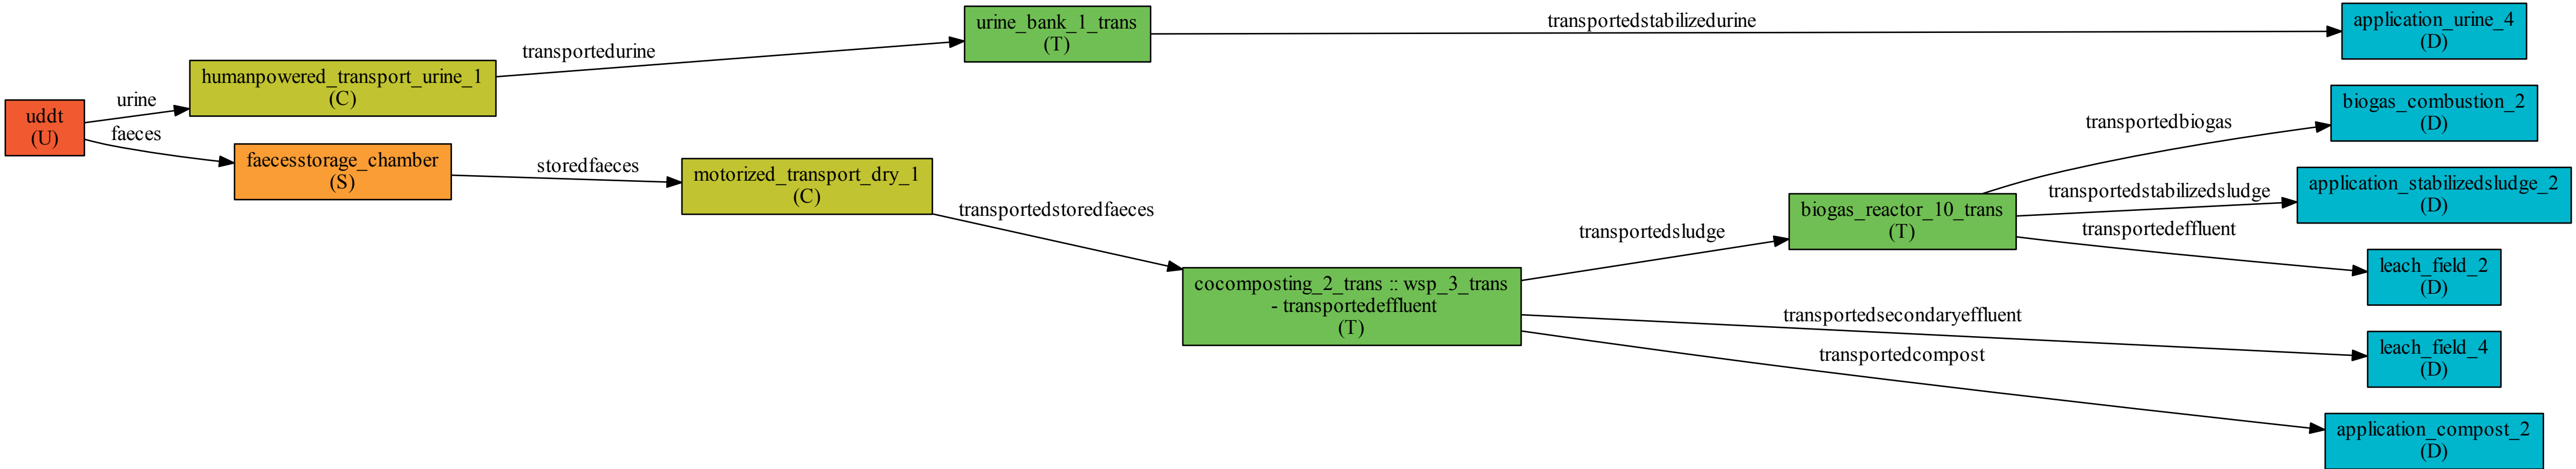 uddt
(U)
urine
faeces
humanpowered_transport_urine_1
(C)
faecesstorage_chamber
(S)
transportedurine
storedfaeces
motorized_transport_dry_1
(C)
urine_bank_1_trans
(T)
transportedstoredfaeces
cocomposting_2_trans :: wsp_3_trans
- transportedeffluent
(T)
transportedstabilizedurine
transportedsludge
transportedsecondaryeffluent
transportedcompost
biogas_reactor_10_trans
(T)
transportedbiogas
transportedstabilizedsludge
transportedeffluent
application_urine_4
(D)
biogas_combustion_2
(D)
application_stabilizedsludge_2
(D)
leach_field_2
(D)
leach_field_4
(D)
application_compost_2
(D)